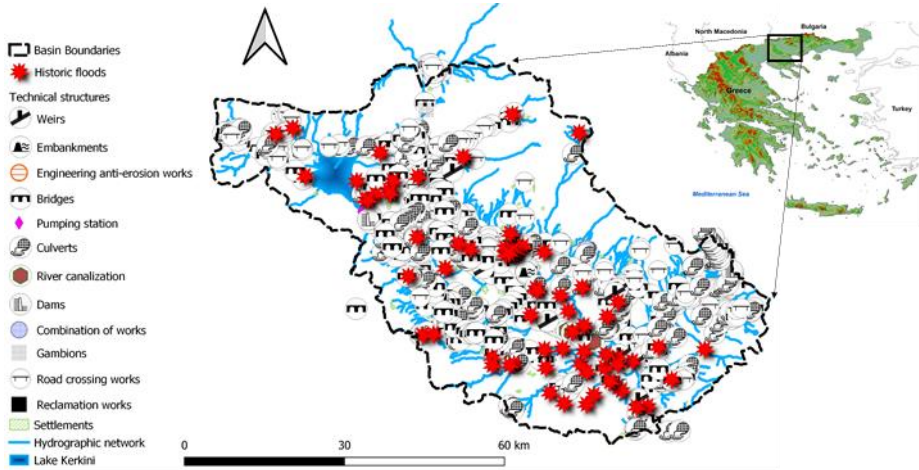 Basin Boundaries
Historic floods
Technical structures
Weirs
Embankments
Engineering anti-erosion works
Bridges
Pumping station
Culverts
River canalization
Dams
Combination of works
Gambions
Road crossing works
Reclamation works
Settlements
Hydrographic network
Lake Kerkini
0 30 60 km
North Macedonia
Bulgaria
Albania
Greece
Turkey
Mediterranean Sea